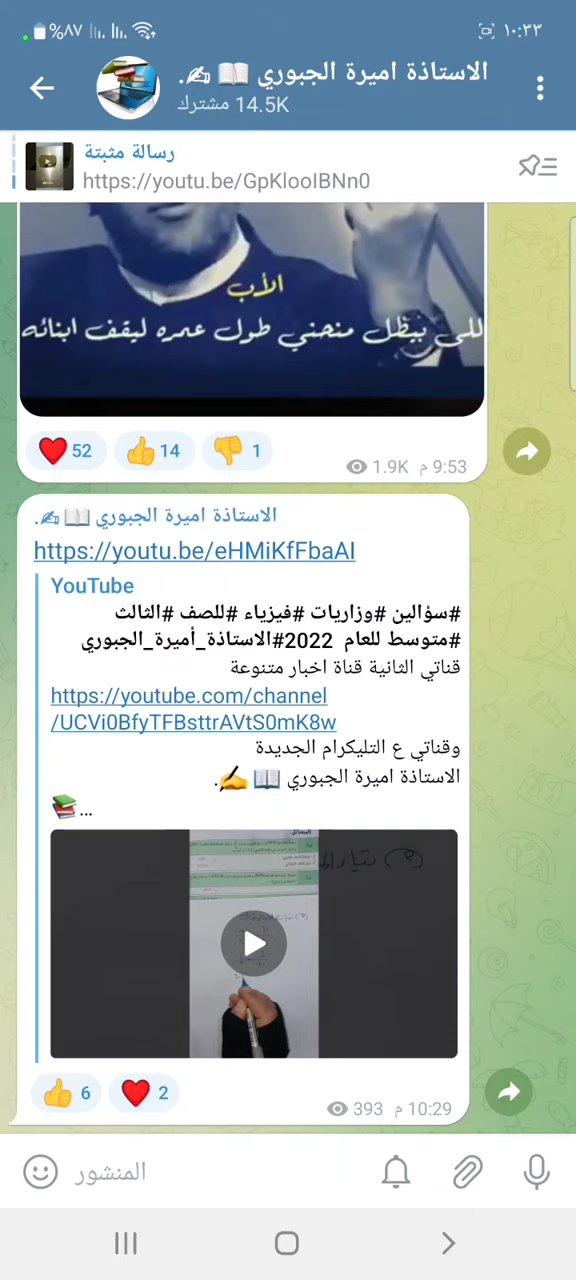 ١٠:٣٣
%٨٧
الاستاذة اميرة الجبوري 📖 ✍.
14.5K مشترك
رسالة مثبتة
https://youtu.be/GpKlooIBNn0
الأب
اللى بيظل منحني طول عمره ليقف ابنائه
❤ 52 👍 14 👎 1
1.9K 9:53 م
الاستاذة اميرة الجبوري 📖 ✍.
https://youtu.be/eHMiKfFbaAI
YouTube
#سؤالين #وزاريات #فيزياء #للصف #الثالث
#متوسط للعام 2022#الاستاذة_أميرة_الجبوري
قناتي الثانية قناة اخبار متنوعة
https://youtube.com/channel
/UCVi0BfyTFBsttrAVtS0mK8w
وقناتي ع التليكرام الجديدة
الاستاذة اميرة الجبوري 📖 ✍.
📚...
👍 6 ❤ 2
393 10:29 م
المنشور